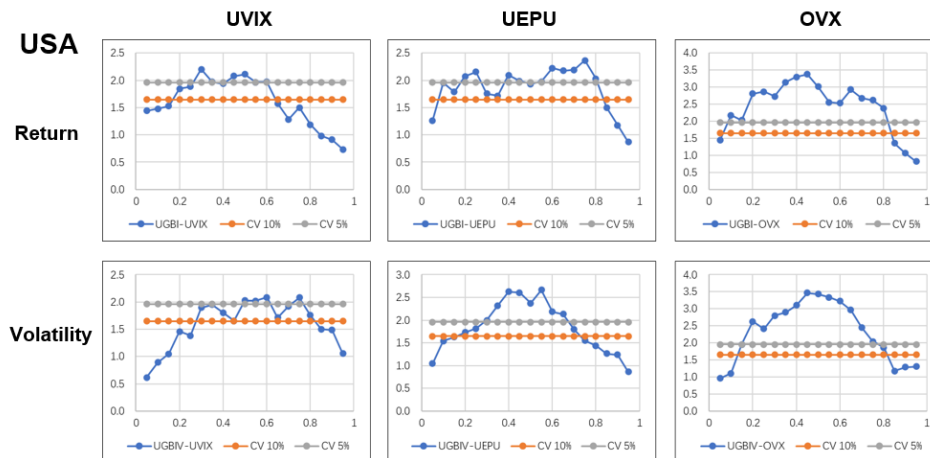 UVIX UEPU OVX
USA
Return
2.5 2.5 4.0
2.0 2.0 3.5
1.5 1.5 3.0
1.0 1.0 2.5
0.5 0.5 2.0
0.0 0.0 1.5
1.0
0.5
0.0
0 0.2 0.4 0.6 0.8 1 0 0.2 0.4 0.6 0.8 1 0 0.2 0.4 0.6 0.8 1
UGBI-UVIX CV 10% CV 5% UGBI-UEPU CV 10% CV 5% UGBI-OVX CV 10% CV 5%
Volatility
2.5 3.0 4.0
2.0 2.5 3.5
1.5 2.0 3.0
1.0 1.5 2.5
0.5 1.0 2.0
0.0 0.5 1.5
0.0 1.0
0.5
0.0
0 0.2 0.4 0.6 0.8 1 0 0.2 0.4 0.6 0.8 1 0 0.2 0.4 0.6 0.8 1
UGBIV-UVIX CV 10% CV 5% UGBIV-UEPU CV 10% CV 5% UGBIV-OVX CV 10% CV 5%